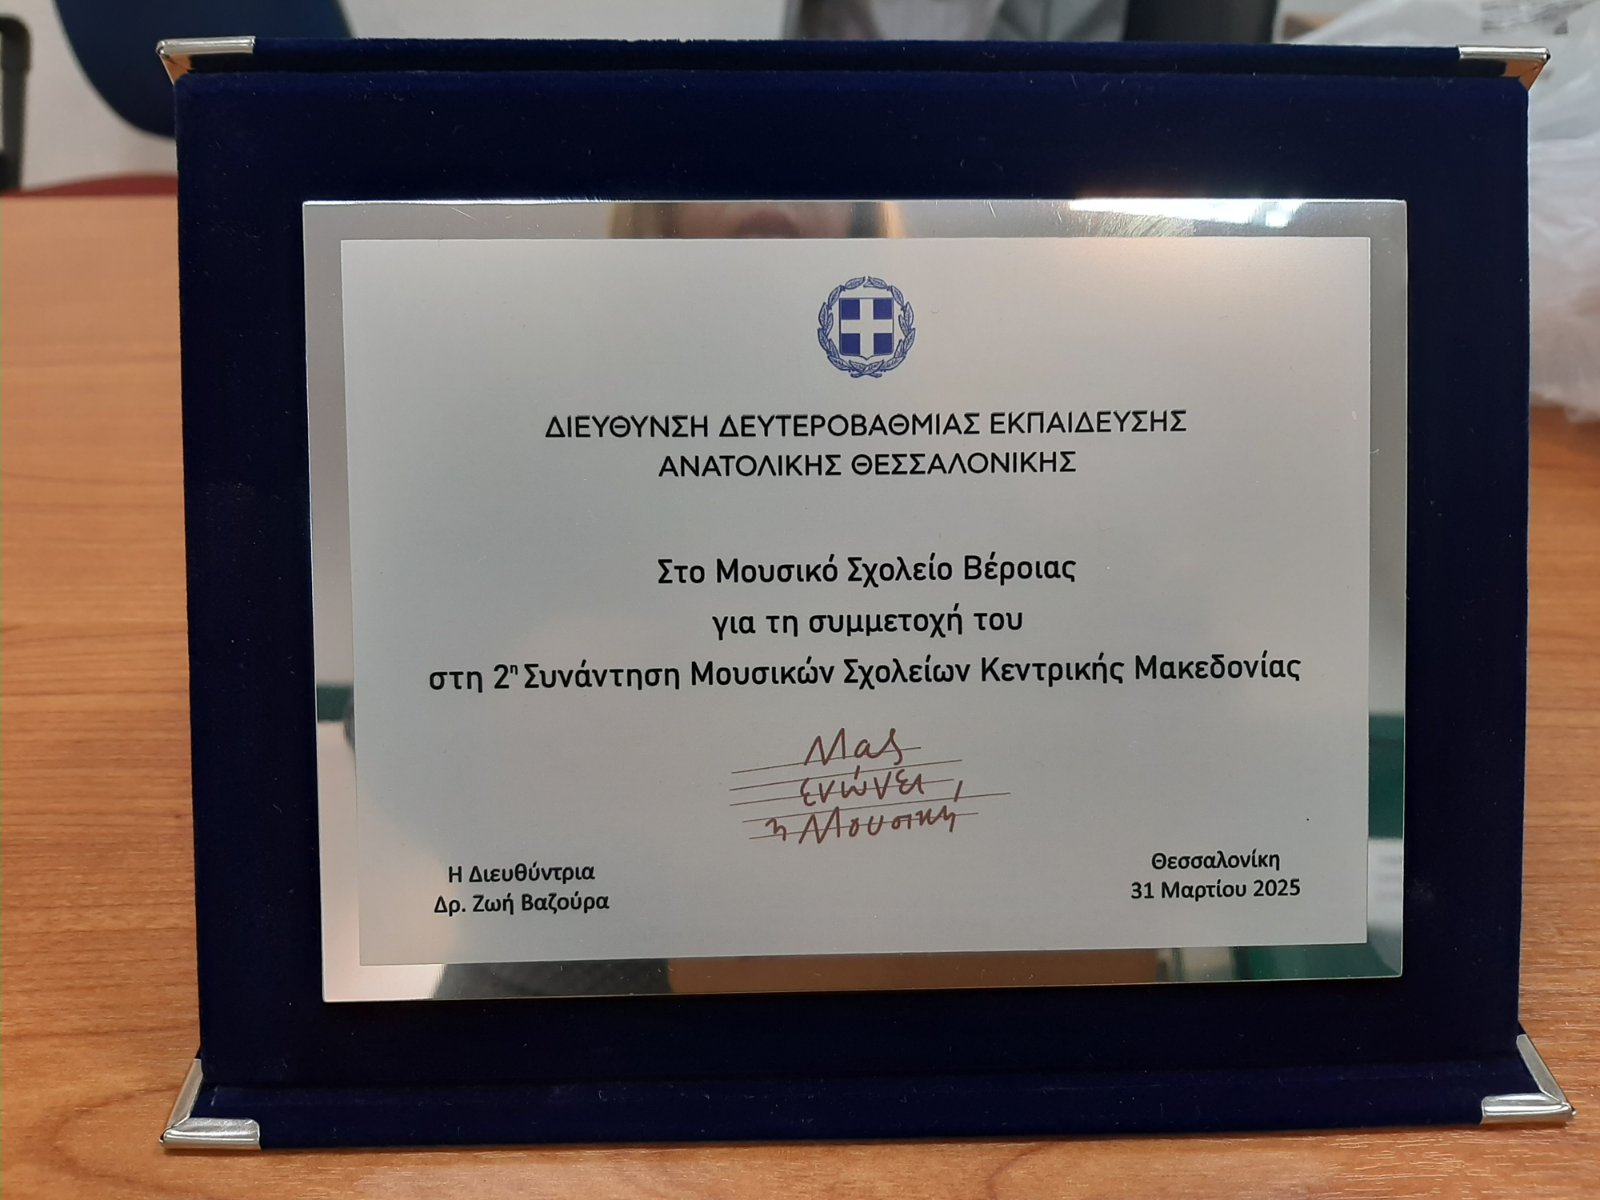 ΔΙΕΥΘΥΝΣΗ ΔΕΥΤΕΡΟΒΑΘΜΙΑΣ ΕΚΠΑΙΔΕΥΣΗΣ
ΑΝΑΤΟΛΙΚΗΣ ΘΕΣΣΑΛΟΝΙΚΗΣ
Στο Μουσικό Σχολείο Βέροιας
για τη συμμετοχή του
στη 2η Συνάντηση Μουσικών Σχολείων Κεντρικής Μακεδονίας
Μας
ενώνει
η Μουσική
Η Διευθύντρια
Δρ. Ζωή Βαζούρα
Θεσσαλονίκη
31 Μαρτίου 2025